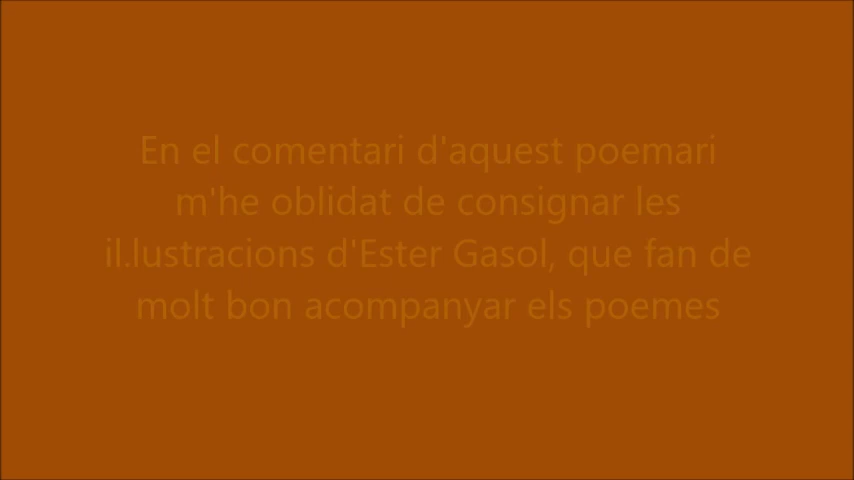 En el comentari d'aquest poemari
m'he oblidat de consignar les
il.lustracions d'Ester Gasol, que fan de
molt bon acompanyar els poemes